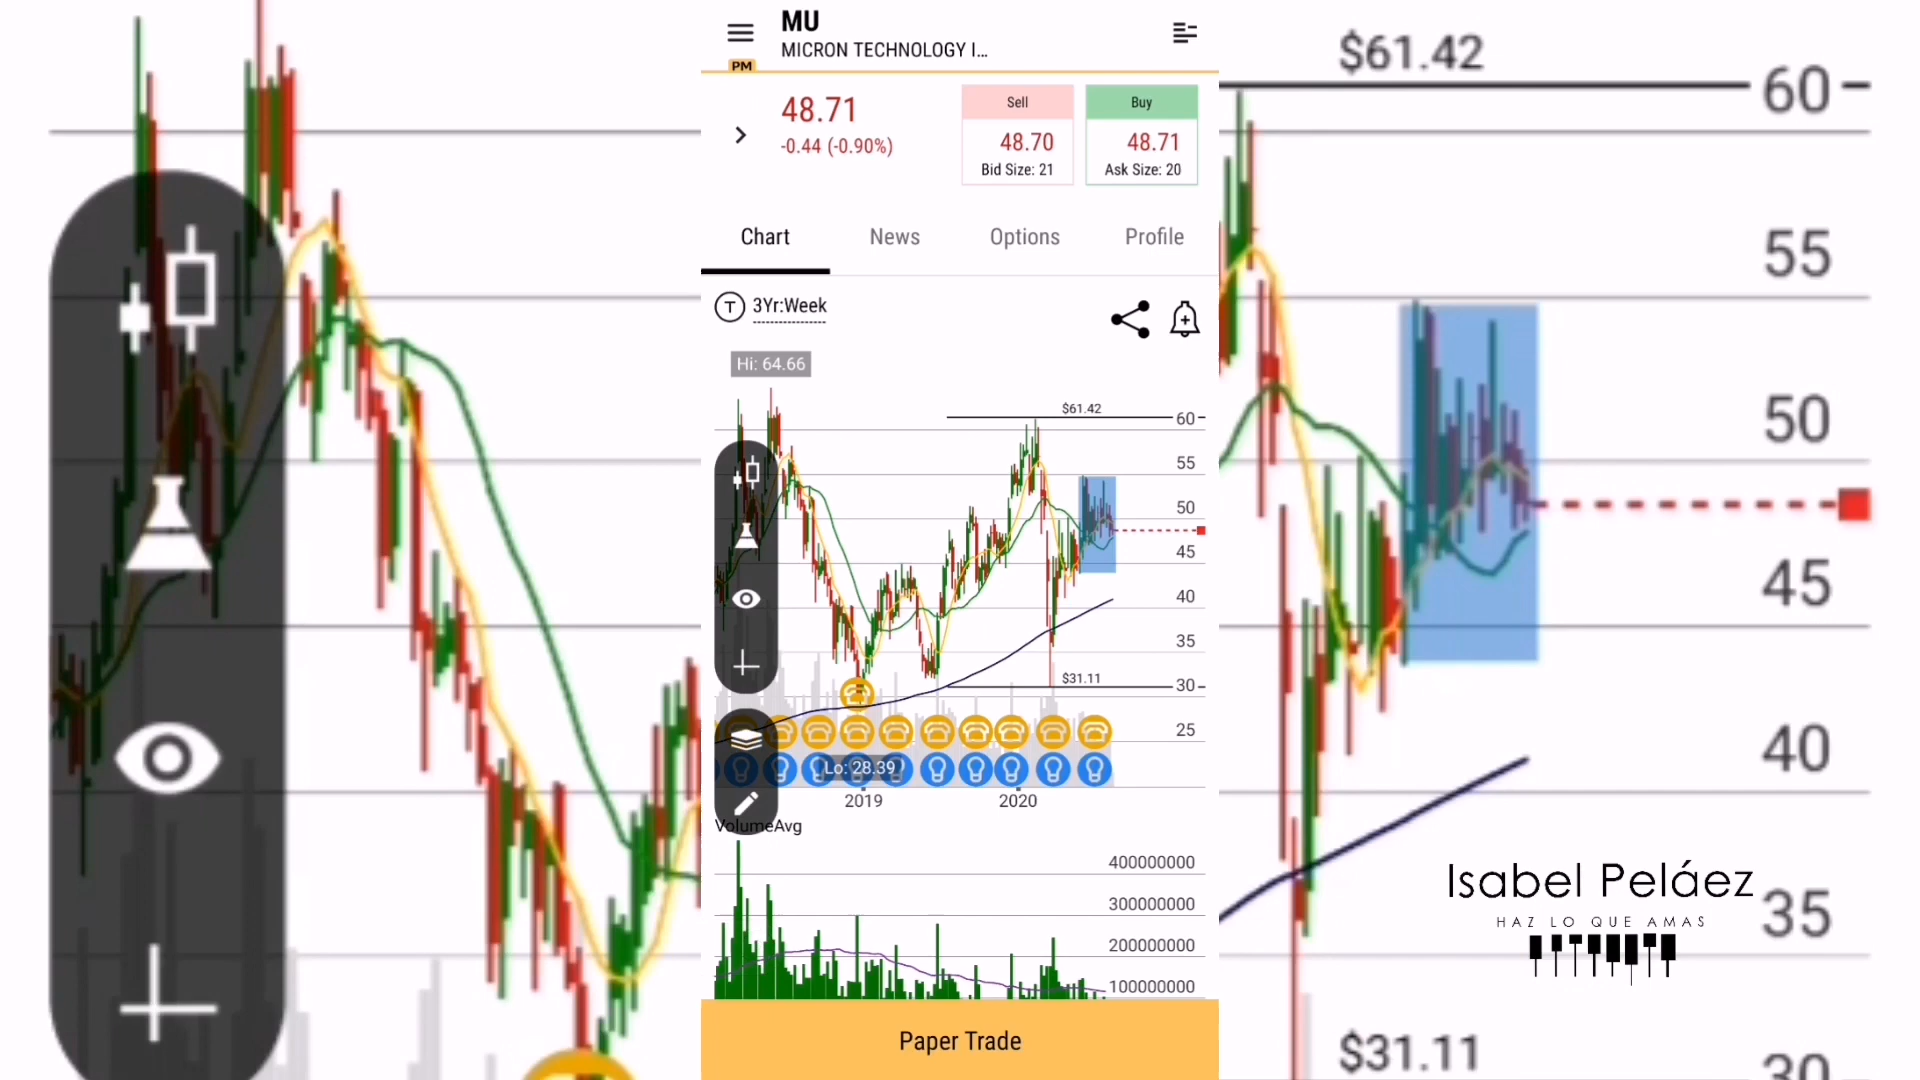 MU
MICRON TECHNOLOGY I...
PM
48.71
-0.44 (-0.90%)
Sell
48.70
Bid Size: 21
Buy
48.71
Ask Size: 20
Chart
News
Options
Profile
T
3Yr:Week
Hi: 64.66
$61.42
60
55
50
45
40
35
$31.11
30
25
Lo: 28.39
2019
2020
VolumeAvg
400000000
300000000
200000000
100000000
Paper Trade
$61.42
60
55
50
45
40
35
$31.11
30
Isabel Peláez
HAZ LO QUE AMAS